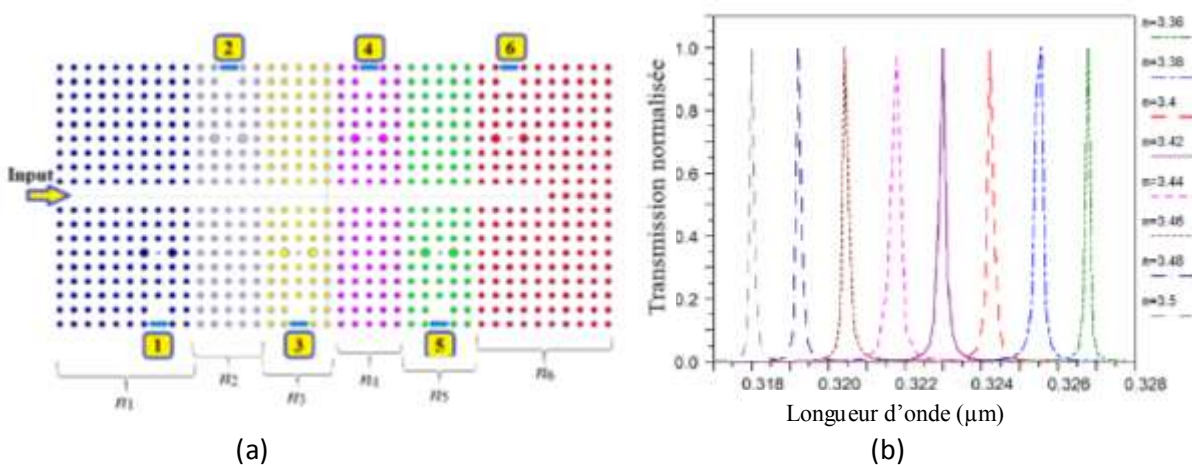 2 4 6
Input
1 3 5
n1 n2 n3 n4 n5 n6
(a)
Transmission normalisée
1.0
0.8
0.6
0.4
0.2
0.0
0.318 0.320 0.322 0.324 0.326 0.328
Longueur d’onde (µm)
n=3.36
n=3.38
n=3.4
n=3.42
n=3.44
n=3.46
n=3.48
n=3.5
(b)